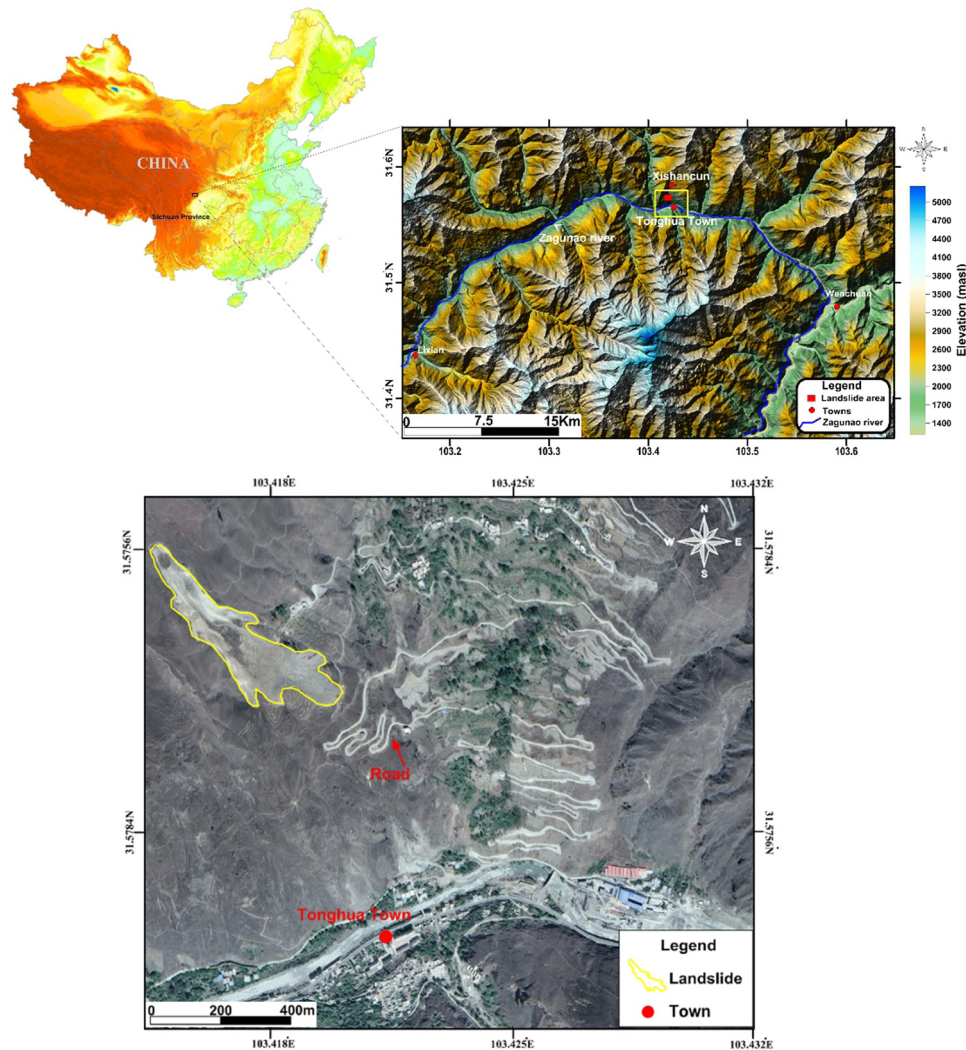 CHINA
Sichuan Province
31.6N
31.5N
31.4N
Xishancun
Tonghua Town
Zagunao river
Wenchuan
Lixian
7.5
15Km
0
Legend
Landslide area
Towns
Zagunao river
103.2
103.3
103.4
103.5
103.6
N
W
E
S
5000
4700
4400
4100
3800
3500
3200
2900
2600
2300
2000
1700
1400
Elevation (masl)
103.418E
103.425E
103.432E
31.5756N
31.5784N
N
W
E
S
Road
31.5784N
31.5756N
Tonghua Town
Legend
Landslide
Town
0
200
400m
103.418E
103.425E
103.432E